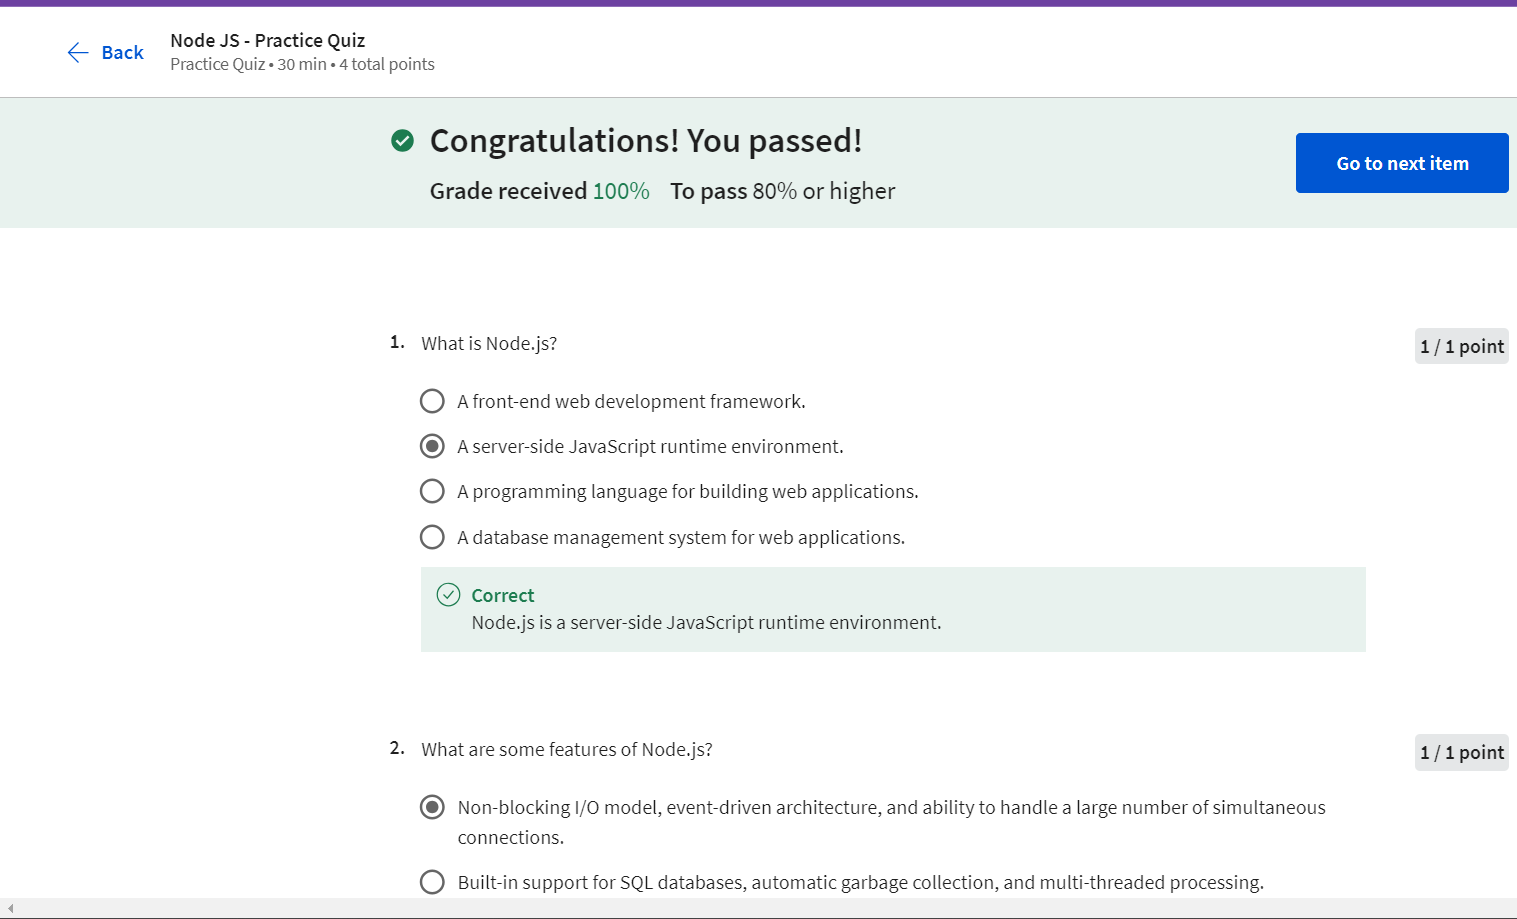 Back
Node JS - Practice Quiz
Practice Quiz • 30 min • 4 total points
Congratulations! You passed!
Grade received 100% To pass 80% or higher
Go to next item
1. What is Node.js?
1 / 1 point
A front-end web development framework.
A server-side JavaScript runtime environment.
A programming language for building web applications.
A database management system for web applications.
Correct
Node.js is a server-side JavaScript runtime environment.
2. What are some features of Node.js?
1 / 1 point
Non-blocking I/O model, event-driven architecture, and ability to handle a large number of simultaneous
connections.
Built-in support for SQL databases, automatic garbage collection, and multi-threaded processing.